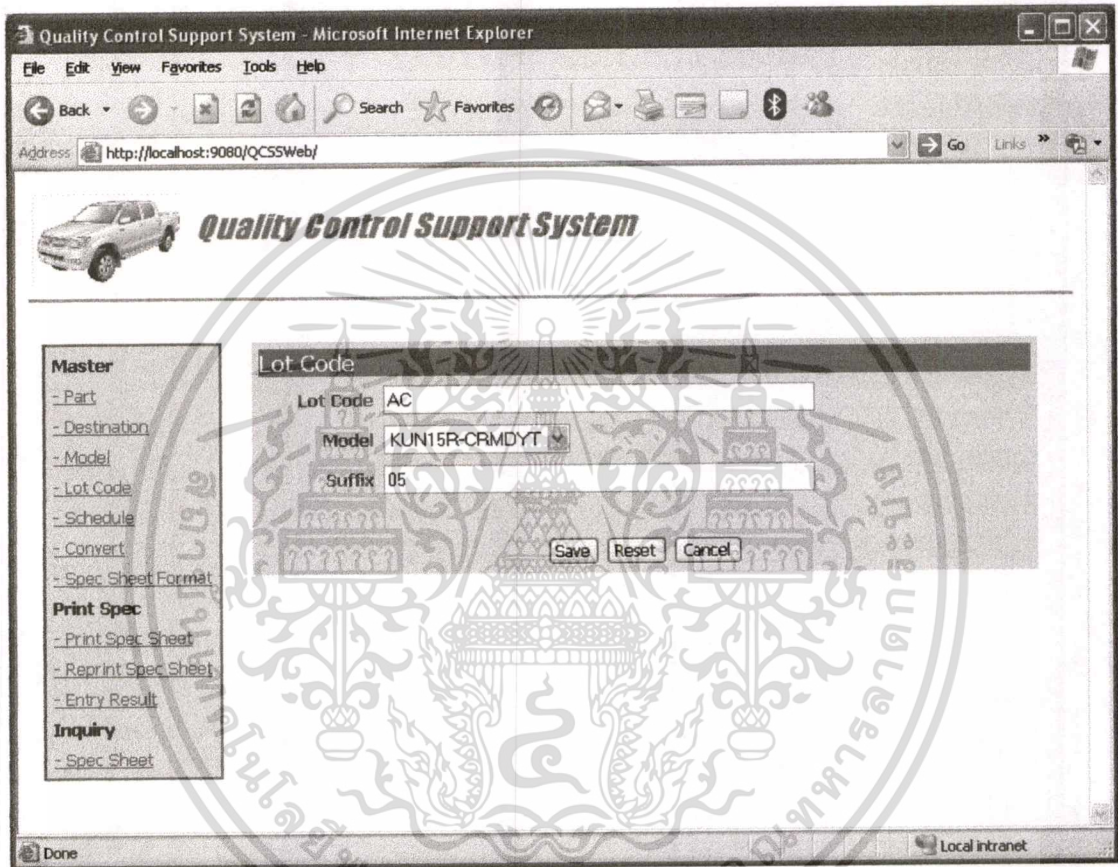 Quality Control Support System - Microsoft Internet Explorer
File Edit View Favorites Tools Help
Back Search Favorites
Address http://localhost:9080/QCSSWeb/ Go Links »
Quality Control Support System
Master
- Part
- Destination
- Model
- Lot Code
- Schedule
- Convert
- Spec Sheet Format
Print Spec
- Print Spec Sheet
- Reprint Spec Sheet
- Entry Result
Inquiry
- Spec Sheet
Lot Code
Lot Code AC
Model KUN15R-CRMDYT
Suffix 05
Save Reset Cancel
Done Local intranet